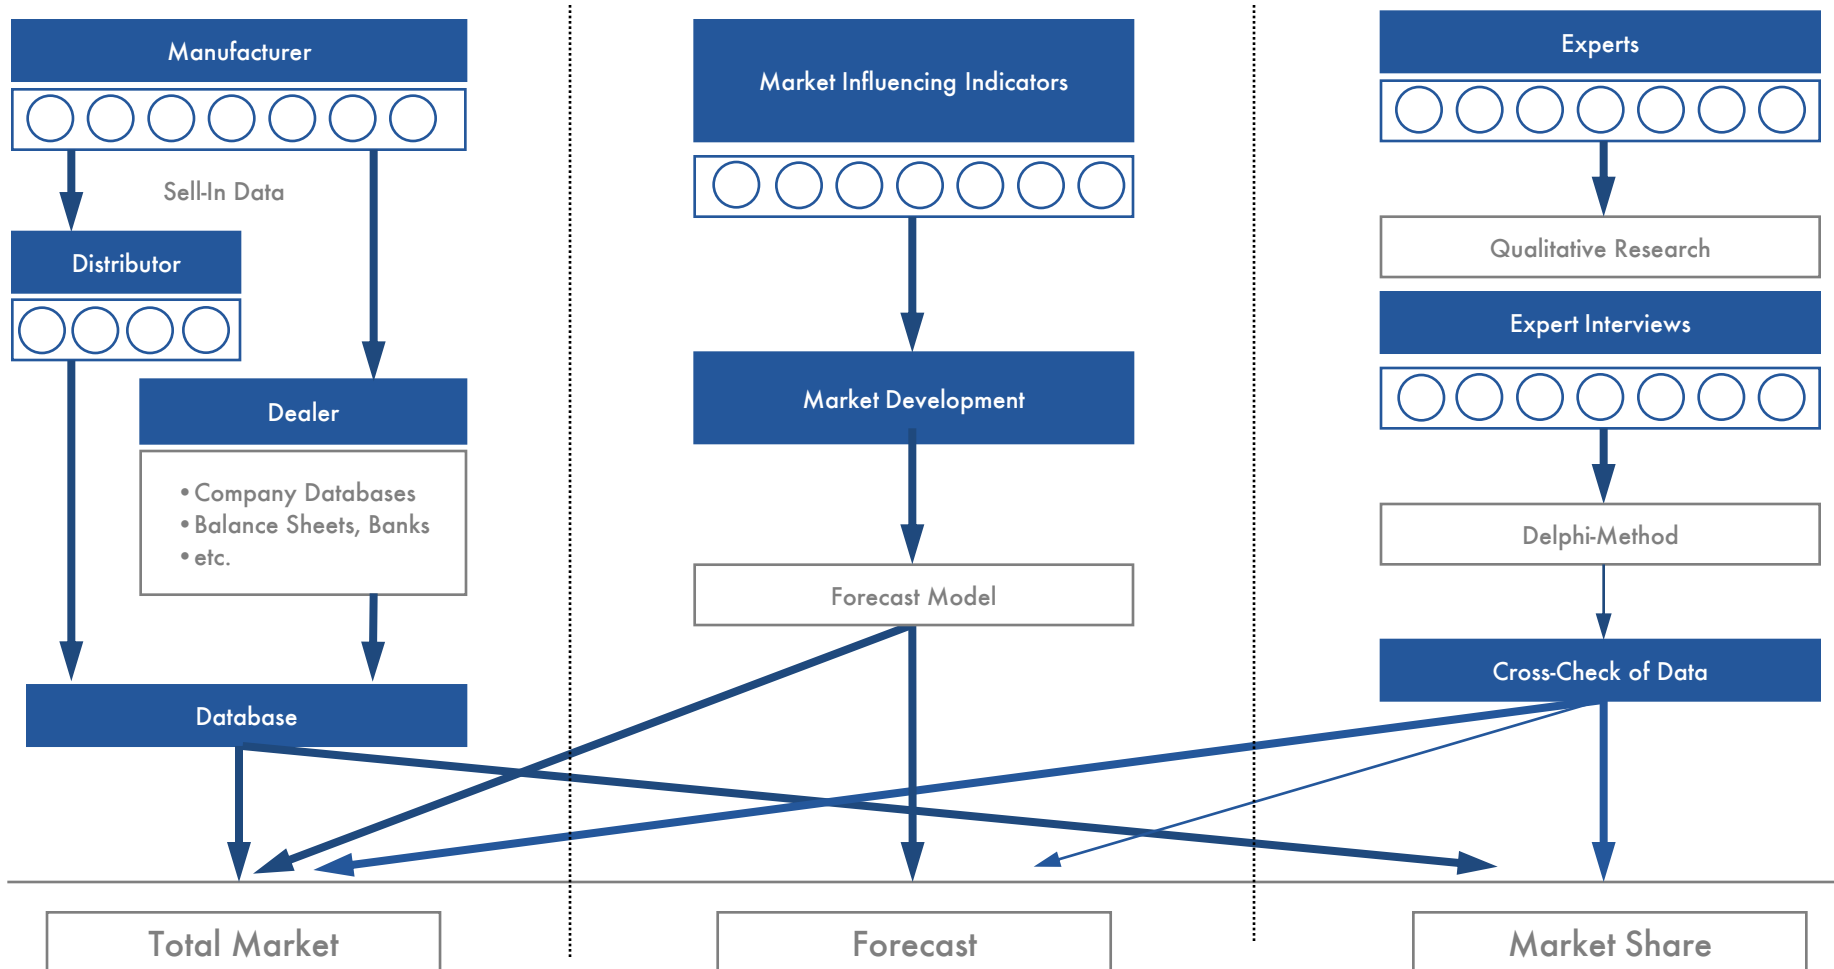 Manufacturer
Sell-In Data
Distributor
Dealer
• Company Databases
• Balance Sheets, Banks
• etc.
Database
Total Market
Market Influencing Indicators
Market Development
Forecast Model
Forecast
Experts
Qualitative Research
Expert Interviews
Delphi-Method
Cross-Check of Data
Market Share